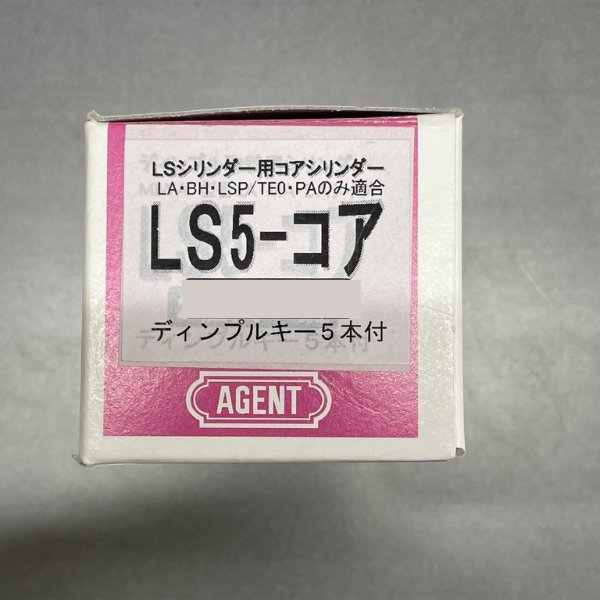 LSシリンダー用コアシリンダー
LA・BH・LSP/TE0・PAのみ適合
LS5-コア
ディンプルキー5本付
AGENT